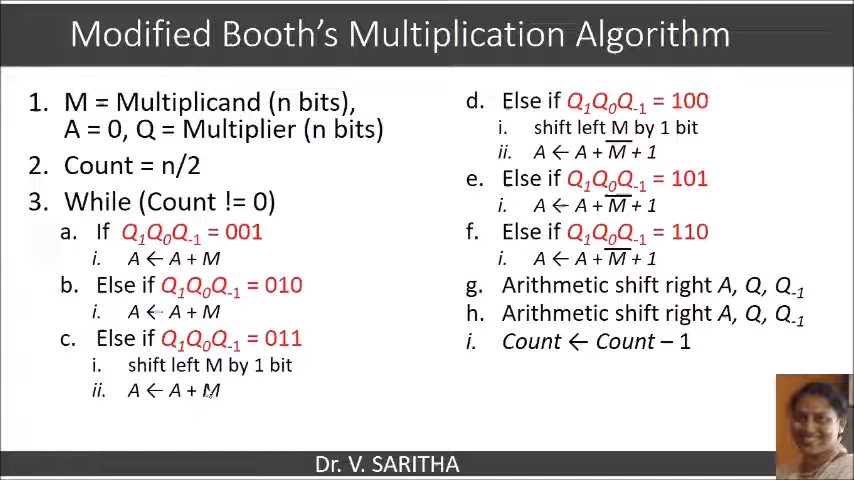 Modified Booth's Multiplication Algorithm
1. M = Multiplicand (n bits),
A = 0, Q = Multiplier (n bits)
2. Count = n/2
3. While (Count != 0)
a. If Q₁Q₀Q₋₁ = 001
i. A ← A + M
b. Else if Q₁Q₀Q₋₁ = 010
i. A ← A + M
c. Else if Q₁Q₀Q₋₁ = 011
i. shift left M by 1 bit
ii. A ← A + M
d. Else if Q₁Q₀Q₋₁ = 100
i. shift left M by 1 bit
ii. A ← A + M̅ + 1
e. Else if Q₁Q₀Q₋₁ = 101
i. A ← A + M̅ + 1
f. Else if Q₁Q₀Q₋₁ = 110
i. A ← A + M̅ + 1
g. Arithmetic shift right A, Q, Q₋₁
h. Arithmetic shift right A, Q, Q₋₁
i. Count ← Count – 1
Dr. V. SARITHA